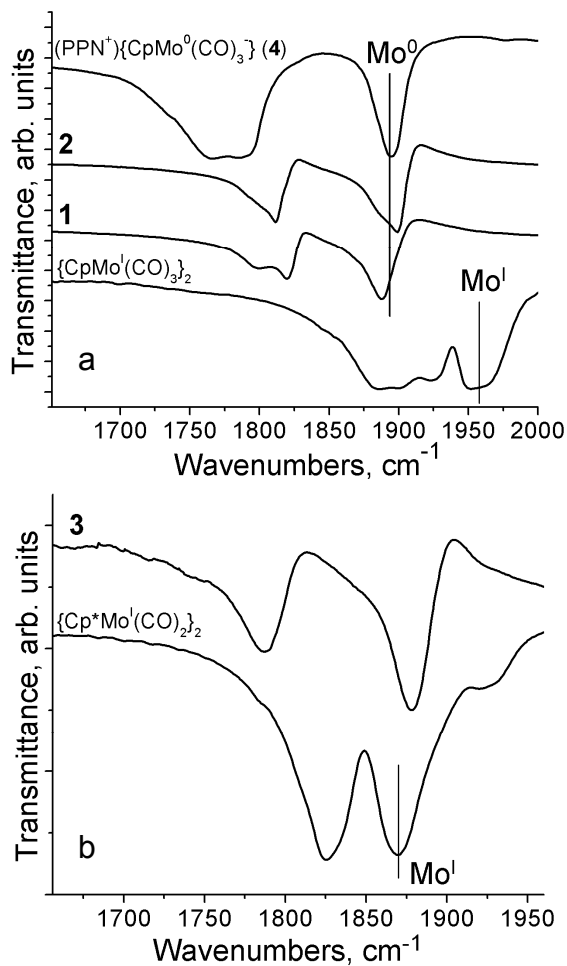 (PPN⁺){CpMo⁰(CO)₃⁻} (4)
Mo⁰
2
1
{CpMoᴵ(CO)₃}₂
Moᴵ
a
Transmittance, arb. units
1700 1750 1800 1850 1900 1950 2000
Wavenumbers, cm⁻¹
3
{Cp*Moᴵ(CO)₂}₂
b
Moᴵ
Transmittance, arb. units
1700 1750 1800 1850 1900 1950
Wavenumbers, cm⁻¹